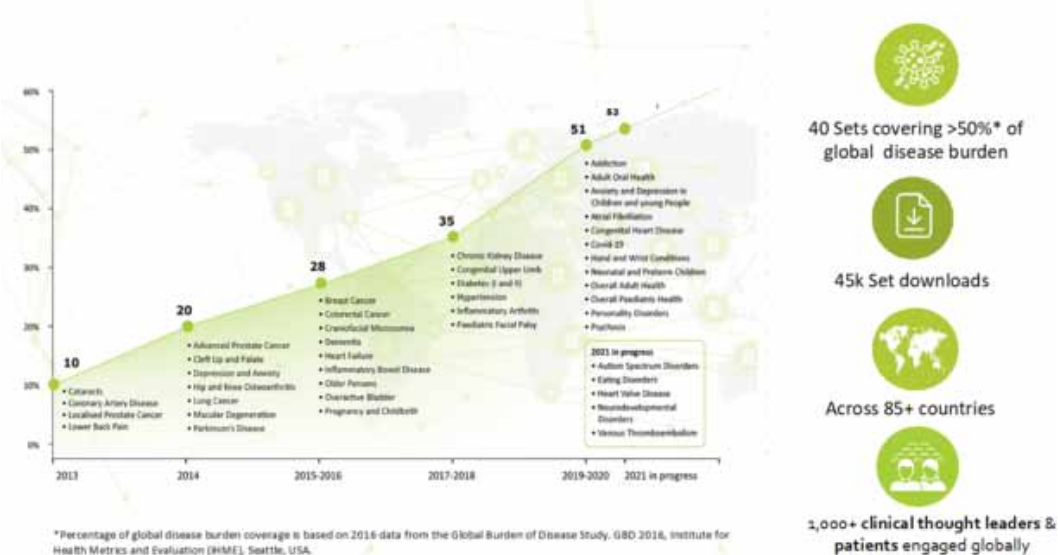 60%
50%
40%
30%
20%
10%
0%
10
• Cataracts
• Coronary Artery Disease
• Localised Prostate Cancer
• Lower Back Pain
20
• Advanced Prostate Cancer
• Cleft Lip and Palate
• Depression and Anxiety
• Hip and Knee Osteoarthritis
• Lung Cancer
• Macular Degeneration
• Parkinson's Disease
28
• Breast Cancer
• Colorectal Cancer
• Craniofacial Microsomia
• Dementia
• Heart Failure
• Inflammatory Bowel Disease
• Older Persons
• Overactive Bladder
• Pregnancy and Childbirth
35
• Chronic Kidney Disease
• Congenital Upper Limb
• Diabetes (I and II)
• Hypertension
• Inflammatory Arthritis
• Paediatric Facial Palsy
51
53
• Addiction
• Adult Oral Health
• Anxiety and Depression in
Children and young People
• Atrial Fibrillation
• Congenital Heart Disease
• Covid-19
• Hand and Wrist Conditions
• Neonatal and Preterm Children
• Overall Adult Health
• Overall Paediatric Health
• Personality Disorders
• Psychosis
2021 in progress
• Autism Spectrum Disorders
• Eating Disorders
• Heart Valve Disease
• Neurodevelopmental
Disorders
• Venous Thromboembolism
2013
2014
2015-2016
2017-2018
2019-2020
2021 in progress
*Percentage of global disease burden coverage is based on 2016 data from the Global Burden of Disease Study. GBD 2016, Institute for
Health Metrics and Evaluation (IHME), Seattle, USA.
40 Sets covering >50%* of
global disease burden
45k Set downloads
Across 85+ countries
1,000+ clinical thought leaders &
patients engaged globally